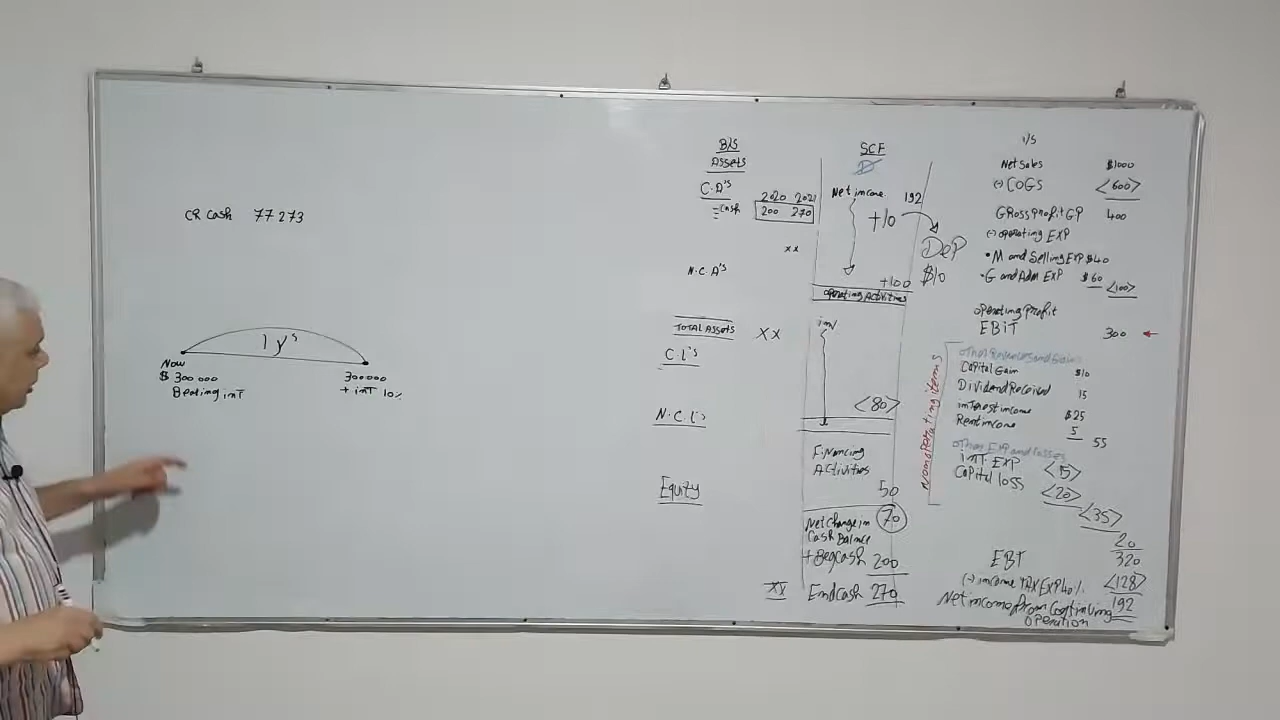 CR Cash 77 273
1 y's
Now
$ 300 000
Beating inT
300 000
+ inT 10%
B/S
Assets
C.A's
2020 2021
Cash 200 270
xx
N.C.A's
TOTAL Assets XX
C.L's
N.C.L's
Equity
XX
SCF
Net income 192
+10
+100
operating Activities
inv
<80>
Financing
Activities
50
Net change in 70
Cash Balance
+ Beg cash 200
End cash 270
Dep
$10
I/S
Net Sales $1000
(-) COGS <600>
GRoss Profit GP 400
(-) operating EXP
• M and Selling EXP $40
• G and Adm EXP $60 <100>
operating Profit
EBiT 300
Nonoperating items
other Revenues and Gains
Capital Gain $10
Dividend Received 15
interest income $25
Rent income 5 55
other EXP and losses
inT EXP <15>
Capital loss <20>
<35>
20
EBT 320
(-) income TAX EXP 40% <128>
Net income from Continuing 192
operation